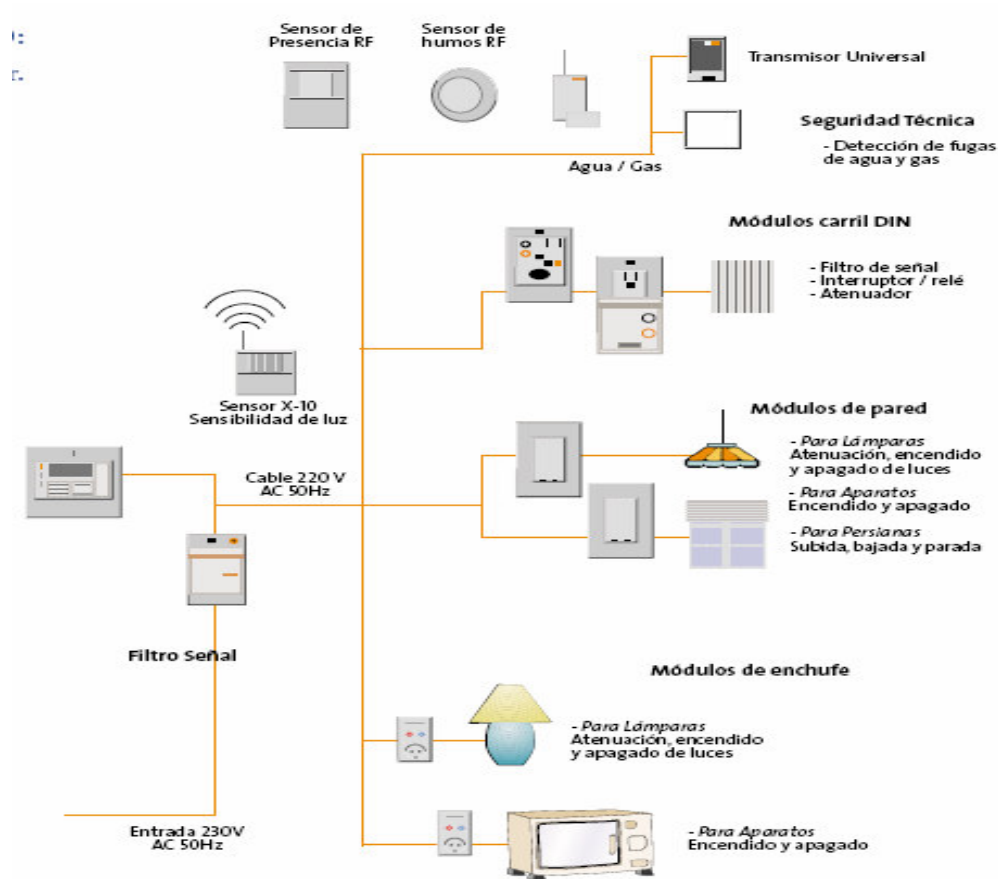 Sensor de
Presencia RF
Sensor de
humos RF
Transmisor Universal
Seguridad Técnica
- Detección de fugas
de agua y gas
Agua / Gas
Módulos carril DIN
- Filtro de señal
- Interruptor / relé
- Atenuador
Sensor X-10
Sensibilidad de luz
Módulos de pared
- Para Lámparas
Atenuación, encendido
y apagado de luces
- Para Aparatos
Encendido y apagado
- Para Persianas
Subida, bajada y parada
Cable 220 V
AC 50Hz
Filtro Señal
Módulos de enchufe
- Para Lámparas
Atenuación, encendido
y apagado de luces
Entrada 230V
AC 50Hz
- Para Aparatos
Encendido y apagado